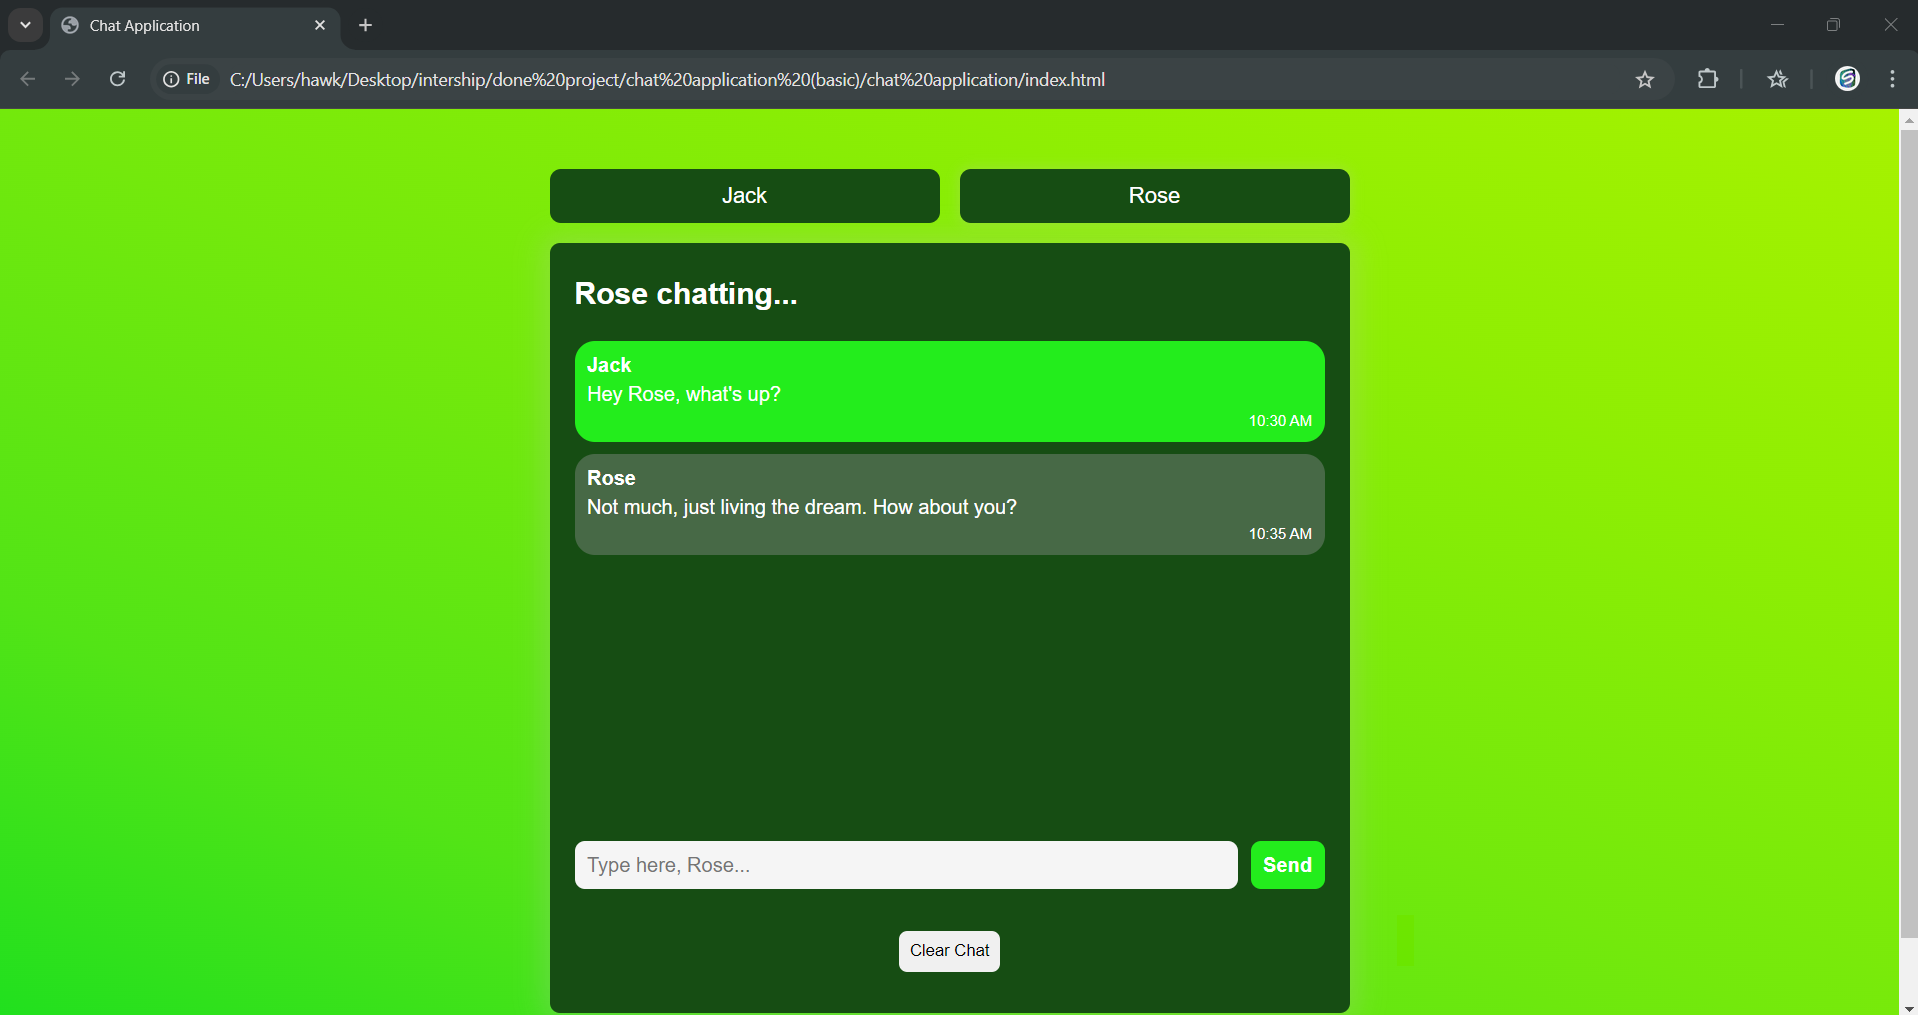 Chat Application
File
C:/Users/hawk/Desktop/intership/done%20project/chat%20application%20(basic)/chat%20application/index.html
Jack
Rose
Rose chatting...
Jack
Hey Rose, what's up?
10:30 AM
Rose
Not much, just living the dream. How about you?
10:35 AM
Type here, Rose...
Send
Clear Chat